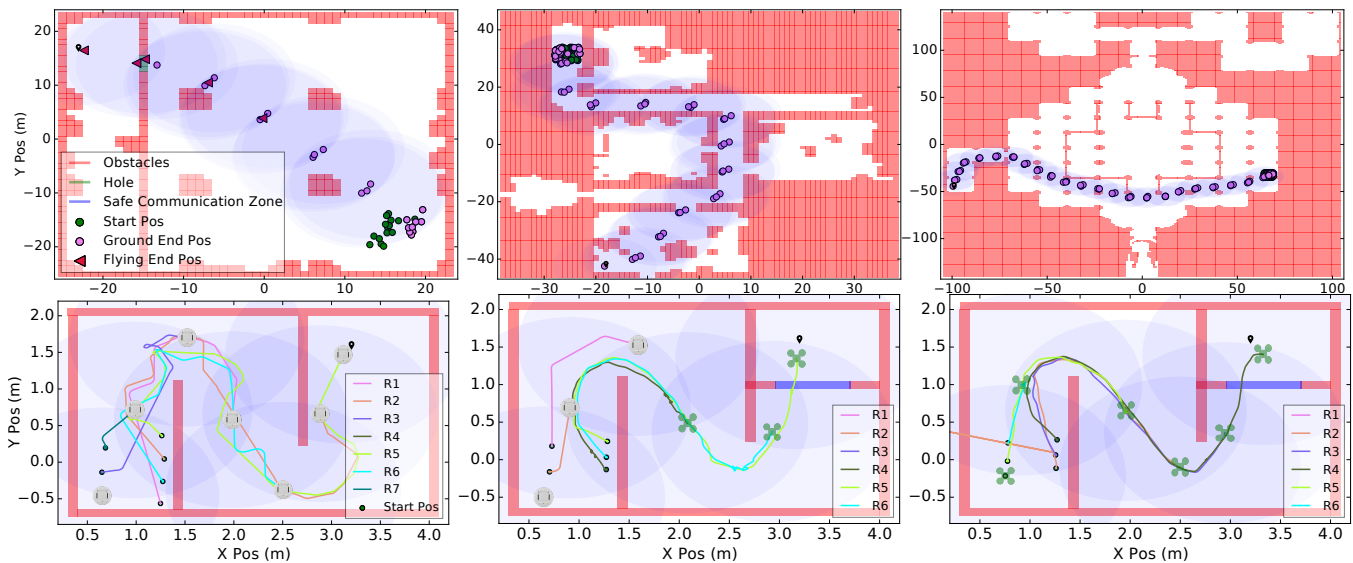 Y Pos (m)
20
10
0
−10
−20
−20
−10
0
10
20
Obstacles
Hole
Safe Communication Zone
Start Pos
Ground End Pos
Flying End Pos
40
20
0
−20
−40
−30
−20
−10
0
10
20
30
100
50
0
−50
−100
−100
−50
0
50
100
Y Pos (m)
2.0
1.5
1.0
0.5
0.0
−0.5
0.5
1.0
1.5
2.0
2.5
3.0
3.5
4.0
X Pos (m)
R1
R2
R3
R4
R5
R6
R7
Start Pos
2.0
1.5
1.0
0.5
0.0
−0.5
0.5
1.0
1.5
2.0
2.5
3.0
3.5
4.0
X Pos (m)
R1
R2
R3
R4
R5
R6
2.0
1.5
1.0
0.5
0.0
−0.5
0.5
1.0
1.5
2.0
2.5
3.0
3.5
4.0
X Pos (m)
R1
R2
R3
R4
R5
R6